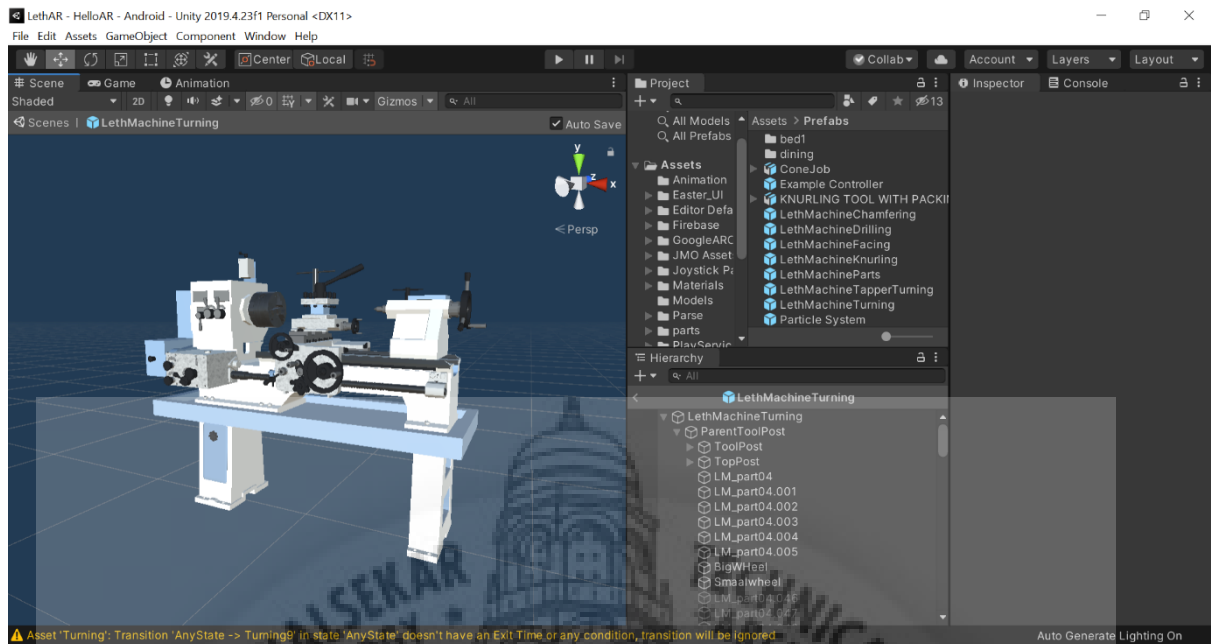 LethAR - HelloAR - Android - Unity 2019.4.23f1 Personal <DX11>
File Edit Assets GameObject Component Window Help
Center Local Collab Account Layers Layout
Scene Game Animation
Shaded 2D 0 Gizmos All
Scenes | LethMachineTurning Auto Save
y
z
x
Persp
Project
13
All Models
All Prefabs
Assets
Animation
Easter_UI
Editor Defa
Firebase
GoogleARC
JMO Asset
Joystick Pa
Materials
Models
Parse
parts
PlayServic
Assets > Prefabs
bed1
dining
ConeJob
Example Controller
KNURLING TOOL WITH PACKI
LethMachineChamfering
LethMachineDrilling
LethMachineFacing
LethMachineKnurling
LethMachineParts
LethMachineTapperTurning
LethMachineTurning
Particle System
Hierarchy
All
LethMachineTurning
LethMachineTurning
ParentToolPost
ToolPost
TopPost
LM_part04
LM_part04.001
LM_part04.002
LM_part04.003
LM_part04.004
LM_part04.005
BigWHeel
Smaalwheel
LM_part04.046
LM_part04.047
Inspector Console
Asset 'Turning': Transition 'AnyState -> Turning9' in state 'AnyState' doesn't have an Exit Time or any condition, transition will be ignored
Auto Generate Lighting On